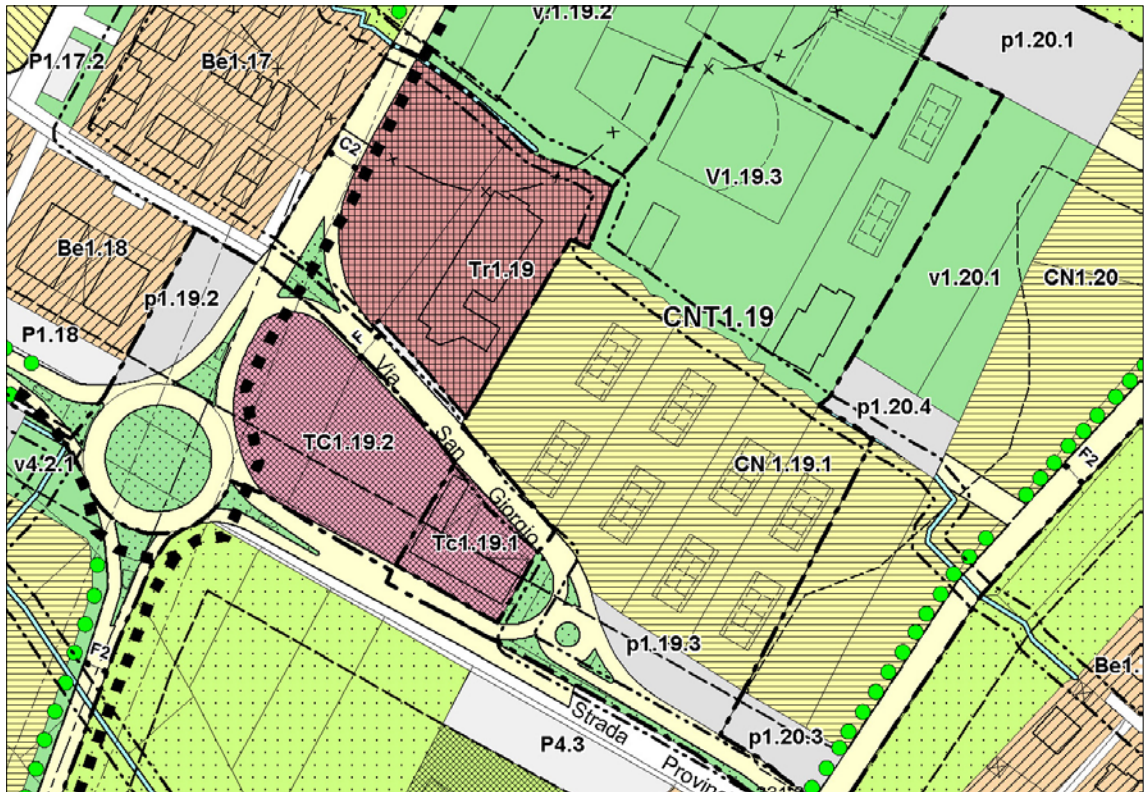 v.1.19.2
p1.20.1
P1.17.2
Be1.17
C2
V1.19.3
Be1.18
Tr1.19
v1.20.1
CN1.20
p1.19.2
CNT1.19
P1.18
F
Via San Giorgio
p1.20.4
TC1.19.2
v4.2.1
CN 1.19.1
F2
Tc1.19.1
p1.19.3
F2
Be1.
Strada
P4.3
p1.20.3